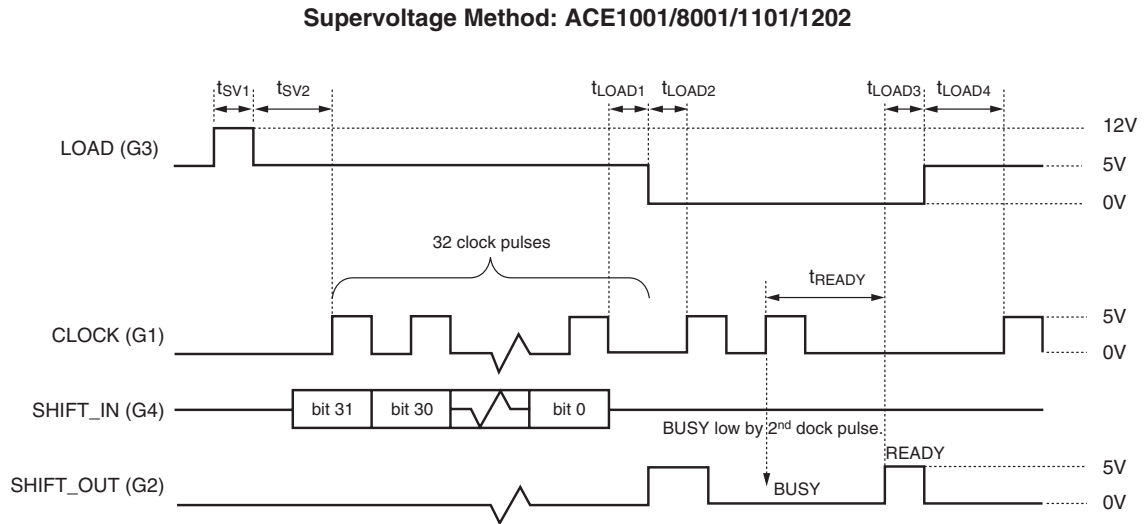 Supervoltage Method: ACE1001/8001/1101/1202
tSV1
tSV2
tLOAD1
tLOAD2
tLOAD3
tLOAD4
LOAD (G3)
12V
5V
0V
32 clock pulses
tREADY
CLOCK (G1)
5V
0V
SHIFT_IN (G4)
bit 31
bit 30
bit 0
BUSY low by 2nd dock pulse.
READY
SHIFT_OUT (G2)
BUSY
5V
0V